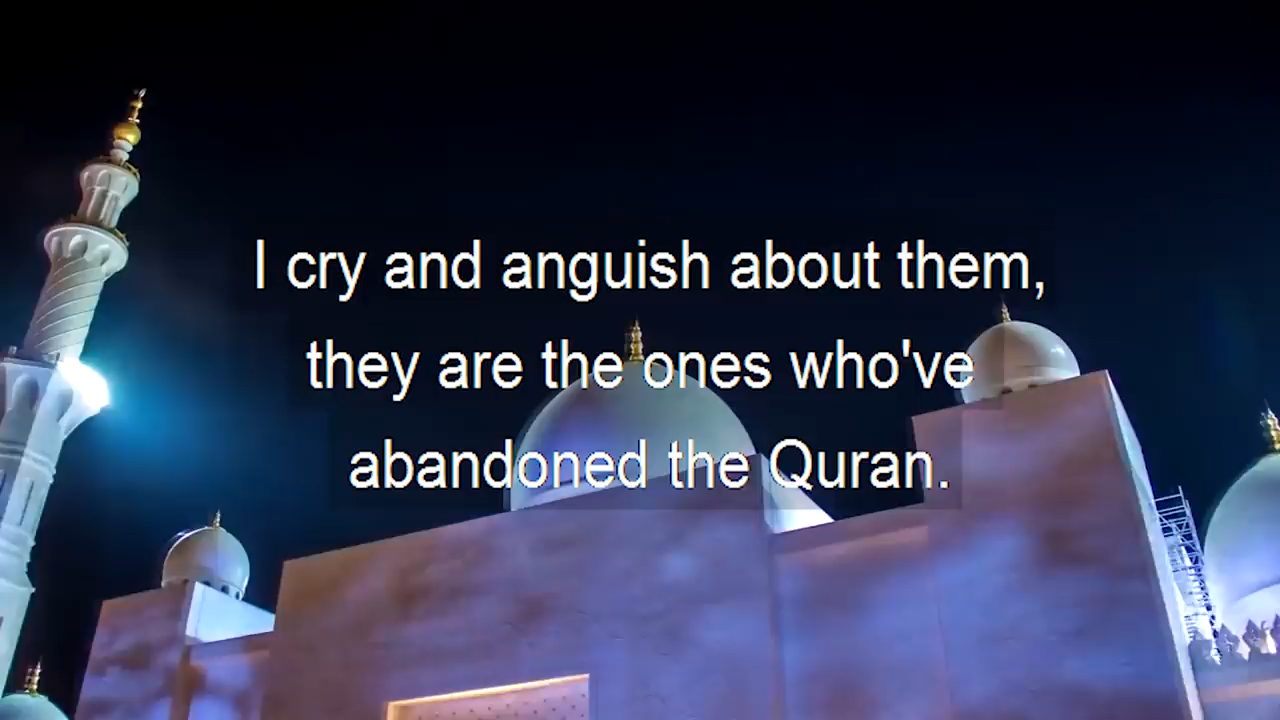 I cry and anguish about them,
they are the ones who've
abandoned the Quran.